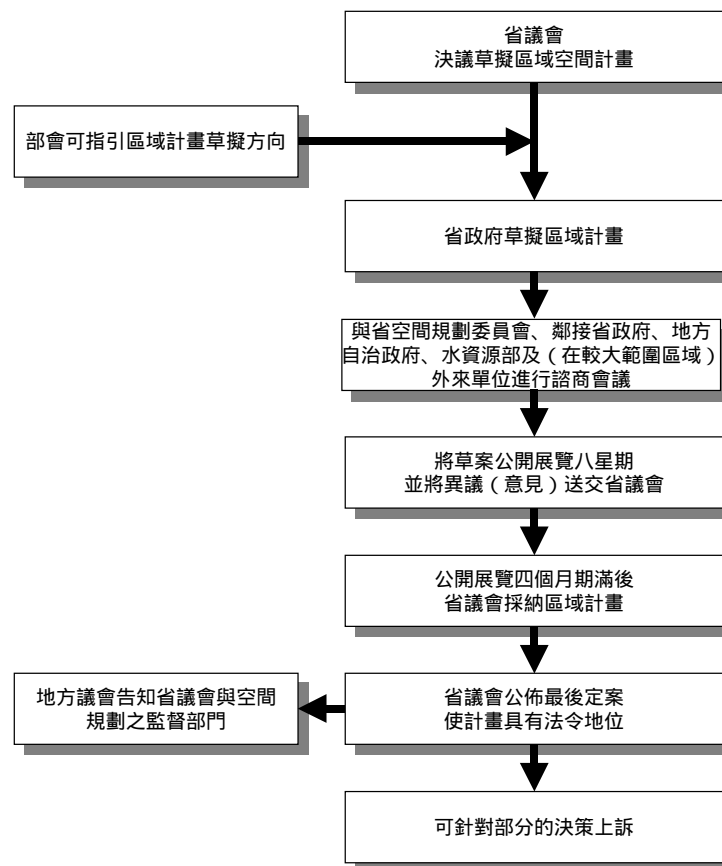 省議會
決議草擬區域空間計畫
部會可指引區域計畫草擬方向
省政府草擬區域計畫
與省空間規劃委員會、鄰接省政府、地方
自治政府、水資源部及（在較大範圍區域）
外來單位進行諮商會議
將草案公開展覽八星期
並將異議（意見）送交省議會
公開展覽四個月期滿後
省議會採納區域計畫
地方議會告知省議會與空間
規劃之監督部門
省議會公佈最後定案
使計畫具有法令地位
可針對部分的決策上訴